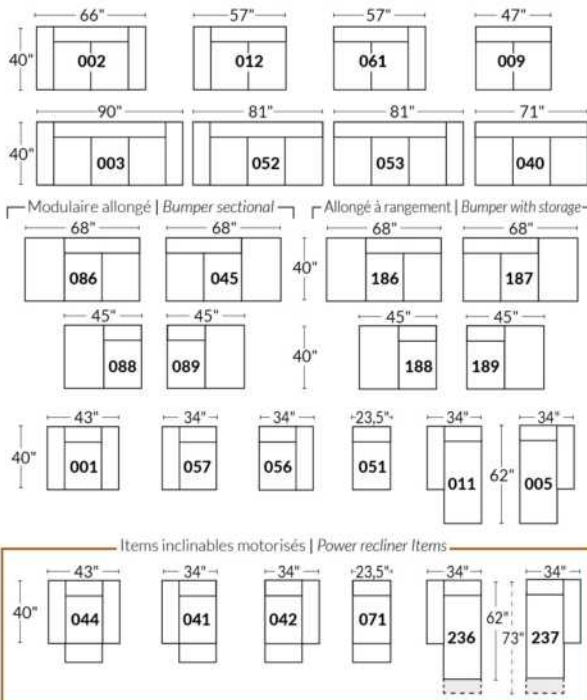 66" 57" 57" 47"
40" 002 012 061 009
90" 81" 81" 71"
40" 003 052 053 040
Modulaire allongé | Bumper sectional Allongé à rangement | Bumper with storage
68" 68" 68" 68"
086 045 40" 186 187
45" 45" 45" 45"
088 089 40" 188 189
43" 34" 34" 23,5" 34" 34"
40" 001 057 056 051 011 62" 005
Items inclinables motorisés | Power recliner Items
43" 34" 34" 23,5" 34" 34"
40" 044 041 042 071 236 62" 73" 237